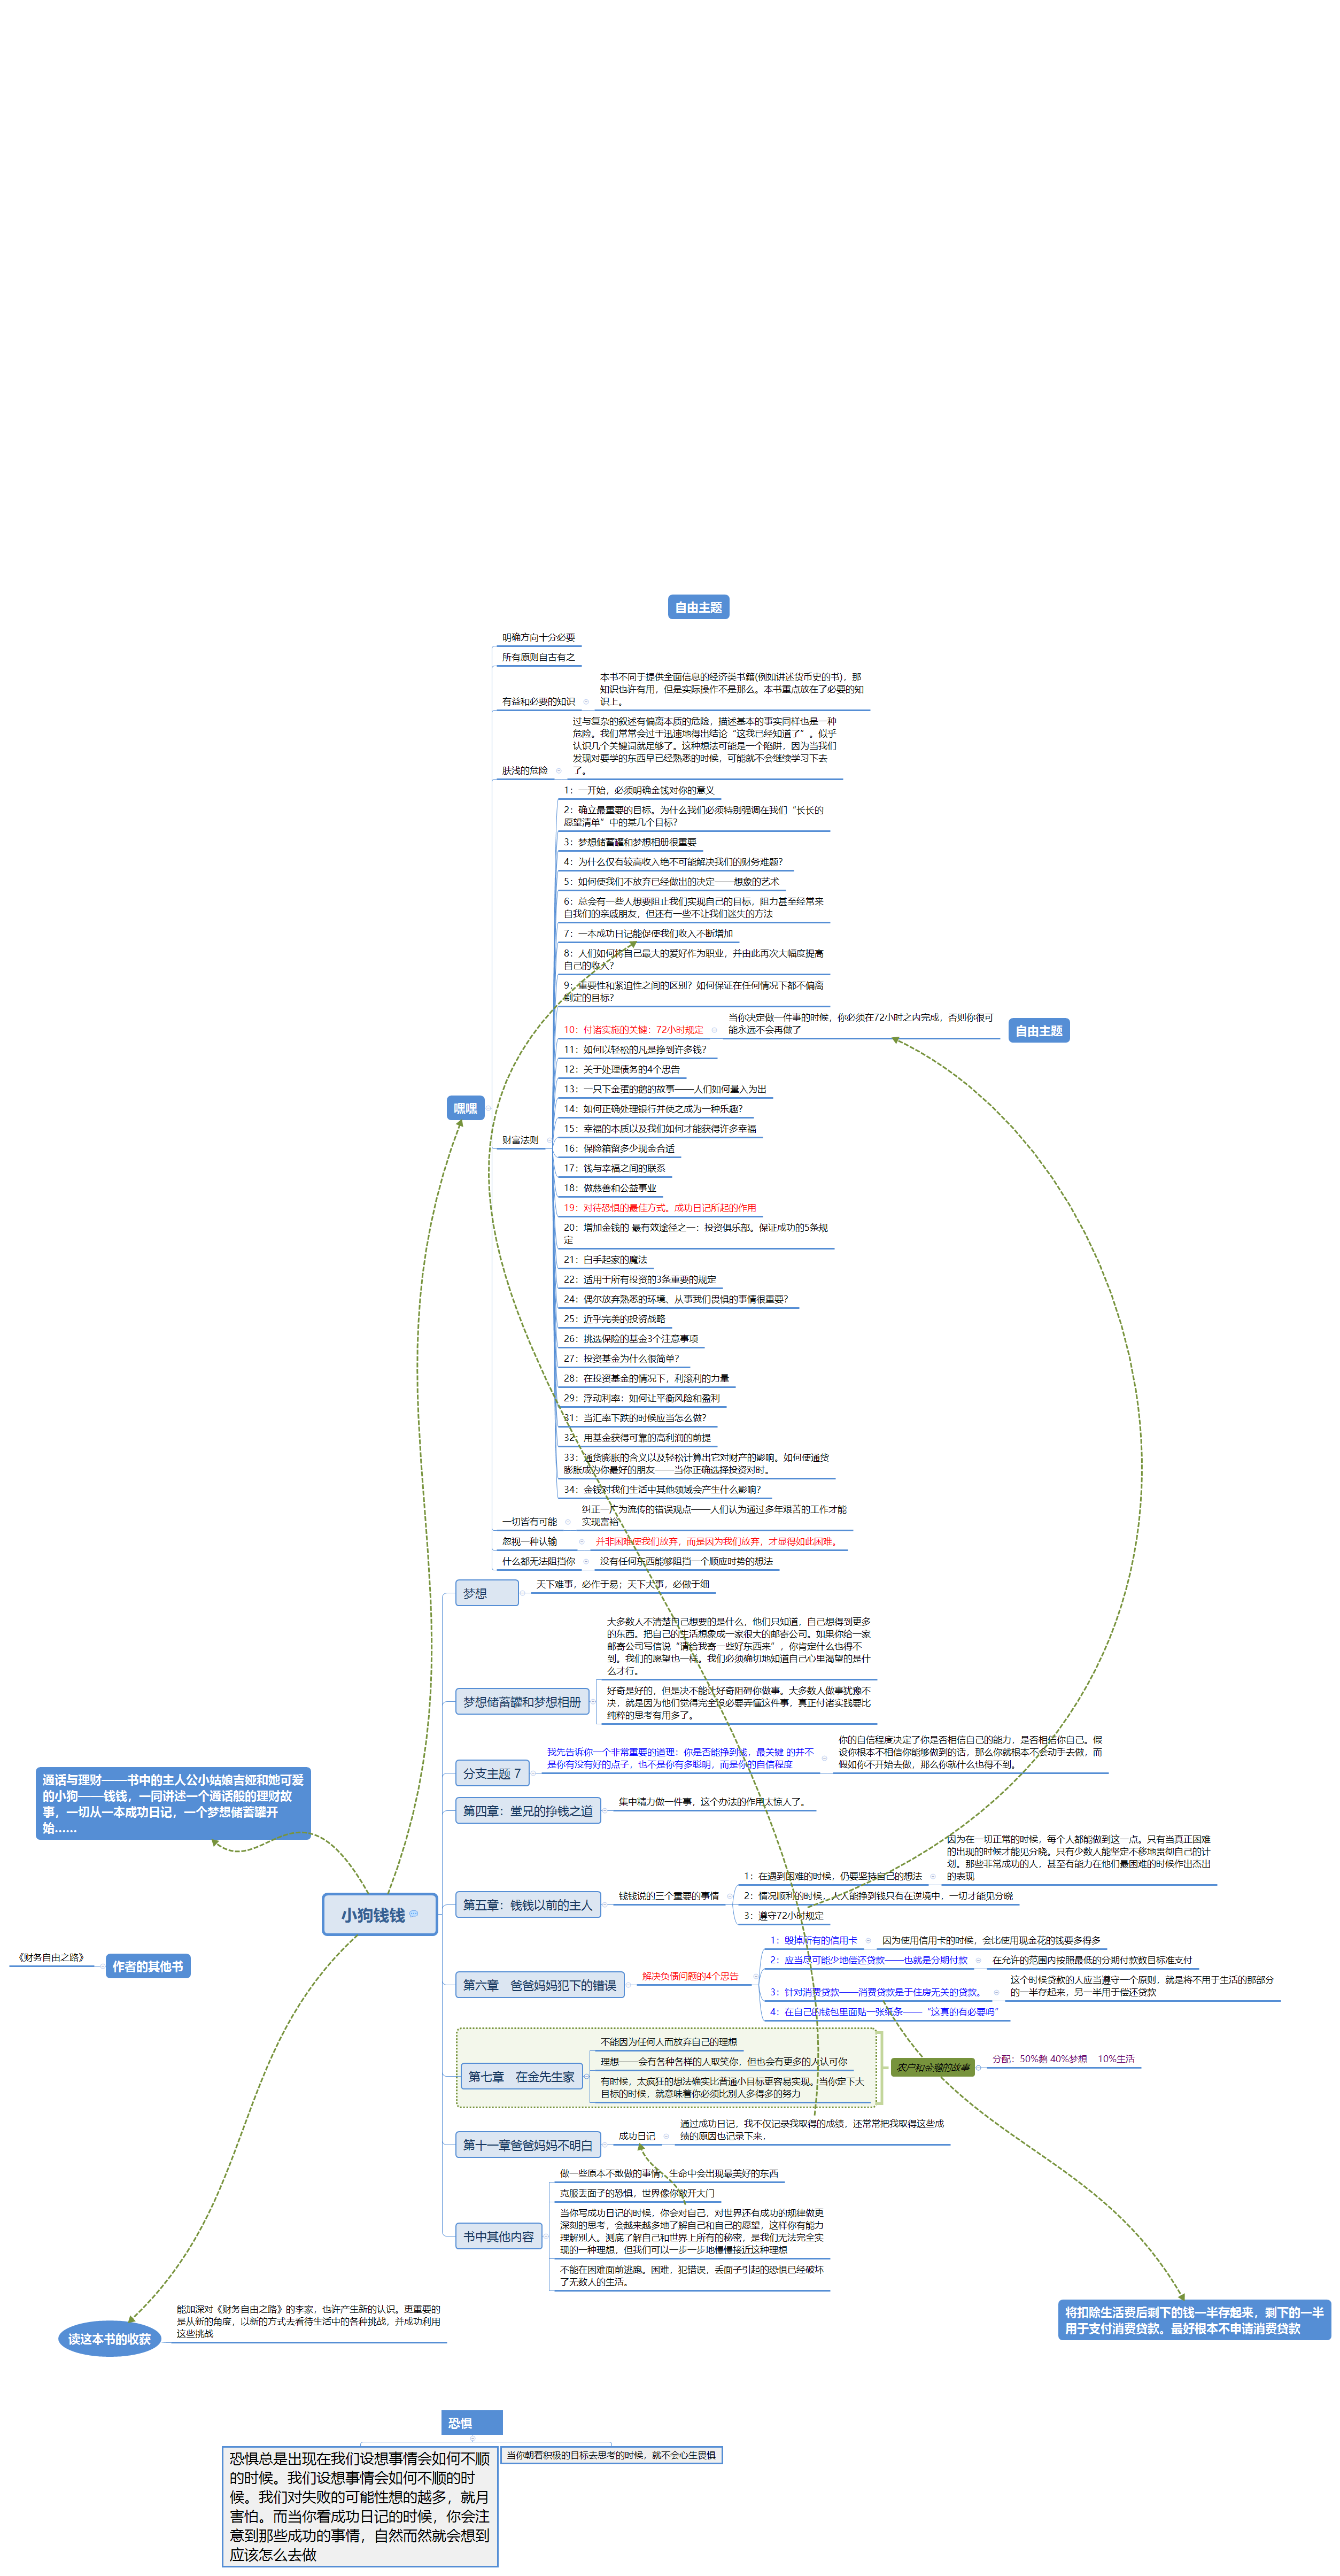 自由主题
明确方向十分必要
所有原则自古有之
有益和必要的知识
本书不同于提供全面信息的经济类书籍(例如讲述货币史的书)，那
知识也许有用，但是实际操作不是那么。本书重点放在了必要的知
识上。
肤浅的危险
过与复杂的叙述有偏离本质的危险，描述基本的事实同样也是一种
危险。我们常常会过于迅速地得出结论“这我已经知道了”。似乎
认识几个关键词就足够了。这种想法可能是一个陷阱，因为当我们
发现对要学的东西早已经熟悉的时候，可能就不会继续学习下去
了。
嘿嘿
财富法则
1：一开始，必须明确金钱对你的意义
2：确立最重要的目标。为什么我们必须特别强调在我们“长长的
愿望清单”中的某几个目标？
3：梦想储蓄罐和梦想相册很重要
4：为什么仅有较高收入绝不可能解决我们的财务难题？
5：如何使我们不放弃已经做出的决定——想象的艺术
6：总会有一些人想要阻止我们实现自己的目标，阻力甚至经常来
自我们的亲戚朋友，但还有一些不让我们迷失的方法
7：一本成功日记能促使我们收入不断增加
8：人们如何将自己最大的爱好作为职业，并由此再次大幅度提高
自己的收入？
9：重要性和紧迫性之间的区别？如何保证在任何情况下都不偏离
制定的目标？
10：付诸实施的关键：72小时规定
当你决定做一件事的时候，你必须在72小时之内完成，否则你很可
能永远不会再做了
自由主题
11：如何以轻松的凡是挣到许多钱？
12：关于处理债务的4个忠告
13：一只下金蛋的鹅的故事——人们如何量入为出
14：如何正确处理银行并使之成为一种乐趣？
15：幸福的本质以及我们如何才能获得许多幸福
16：保险箱留多少现金合适
17：钱与幸福之间的联系
18：做慈善和公益事业
19：对待恐惧的最佳方式。成功日记所起的作用
20：增加金钱的 最有效途径之一：投资俱乐部。保证成功的5条规
定
21：白手起家的魔法
22：适用于所有投资的3条重要的规定
24：偶尔放弃熟悉的环境、从事我们畏惧的事情很重要？
25：近乎完美的投资战略
26：挑选保险的基金3个注意事项
27：投资基金为什么很简单？
28：在投资基金的情况下，利滚利的力量
29：浮动利率：如何让平衡风险和盈利
31：当汇率下跌的时候应当怎么做？
32：用基金获得可靠的高利润的前提
33：通货膨胀的含义以及轻松计算出它对财产的影响。如何使通货
膨胀成为你最好的朋友——当你正确选择投资对时。
34：金钱对我们生活中其他领域会产生什么影响？
一切皆有可能
纠正一广为流传的错误观点——人们认为通过多年艰苦的工作才能
实现富裕
忽视一种认输
并非困难使我们放弃，而是因为我们放弃，才显得如此困难。
什么都无法阻挡你
没有任何东西能够阻挡一个顺应时势的想法
梦想
天下难事，必作于易；天下大事，必做于细
梦想储蓄罐和梦想相册
大多数人不清楚自己想要的是什么，他们只知道，自己想得到更多
的东西。把自己的生活想象成一家很大的邮寄公司。如果你给一家
邮寄公司写信说“请给我寄一些好东西来”，你肯定什么也得不
到。我们的愿望也一样。我们必须确切地知道自己心里渴望的是什
么才行。
好奇是好的，但是决不能让好奇阻碍你做事。大多数人做事犹豫不
决，就是因为他们觉得完全没必要弄懂这件事，真正付诸实践要比
纯粹的思考有用多了。
分支主题 7
我先告诉你一个非常重要的道理：你是否能挣到钱，最关键 的并不
是你有没有好的点子，也不是你有多聪明，而是你的自信程度
你的自信程度决定了你是否相信自己的能力，是否相信你自己。假
设你根本不相信你能够做到的话，那么你就根本不会动手去做，而
假如你不开始去做，那么你就什么也得不到。
第四章：堂兄的挣钱之道
集中精力做一件事，这个办法的作用太惊人了。
第五章：钱钱以前的主人
钱钱说的三个重要的事情
1：在遇到困难的时候，仍要坚持自己的想法
因为在一切正常的时候，每个人都能做到这一点。只有当真正困难
的出现的时候才能见分晓。只有少数人能坚定不移地贯彻自己的计
划。那些非常成功的人，甚至有能力在他们最困难的时候作出杰出
的表现
2：情况顺利的时候，人人能挣到钱只有在逆境中，一切才能见分晓
3：遵守72小时规定
第六章　爸爸妈妈犯下的错误
解决负债问题的4个忠告
1：毁掉所有的信用卡
因为使用信用卡的时候，会比使用现金花的钱要多得多
2：应当尽可能少地偿还贷款——也就是分期付款
在允许的范围内按照最低的分期付款数目标准支付
3：针对消费贷款——消费贷款是于住房无关的贷款。
这个时候贷款的人应当遵守一个原则，就是将不用于生活的那部分
的一半存起来，另一半用于偿还贷款
4：在自己的钱包里面贴一张纸条——“这真的有必要吗”
第七章　在金先生家
不能因为任何人而放弃自己的理想
理想——会有各种各样的人取笑你，但也会有更多的人认可你
有时候，太疯狂的想法确实比普通小目标更容易实现。当你定下大
目标的时候，就意味着你必须比别人多得多的努力
农户和金鹅的故事
分配：50%鹅 40%梦想　10%生活
第十一章爸爸妈妈不明白
成功日记
通过成功日记，我不仅记录我取得的成绩，还常常把我取得这些成
绩的原因也记录下来，
书中其他内容
做一些原本不敢做的事情，生命中会出现最美好的东西
克服丢面子的恐惧，世界像你敞开大门
当你写成功日记的时候，你会对自己，对世界还有成功的规律做更
深刻的思考，会越来越多地了解自己和自己的愿望，这样你有能力
理解别人。测底了解自己和世界上所有的秘密，是我们无法完全实
现的一种理想，但我们可以一步一步地慢慢接近这种理想
不能在困难面前逃跑。困难，犯错误，丢面子引起的恐惧已经破坏
了无数人的生活。
通话与理财——书中的主人公小姑娘吉娅和她可爱
的小狗——钱钱，一同讲述一个通话般的理财故
事，一切从一本成功日记，一个梦想储蓄罐开
始……
小狗钱钱
《财务自由之路》
作者的其他书
读这本书的收获
能加深对《财务自由之路》的李家，也许产生新的认识。更重要的
是从新的角度，以新的方式去看待生活中的各种挑战，并成功利用
这些挑战
将扣除生活费后剩下的钱一半存起来，剩下的一半
用于支付消费贷款。最好根本不申请消费贷款
恐惧
恐惧总是出现在我们设想事情会如何不顺
的时候。我们设想事情会如何不顺的时
候。我们对失败的可能性想的越多，就月
害怕。而当你看成功日记的时候，你会注
意到那些成功的事情，自然而然就会想到
应该怎么去做
当你朝着积极的目标去思考的时候，就不会心生畏惧